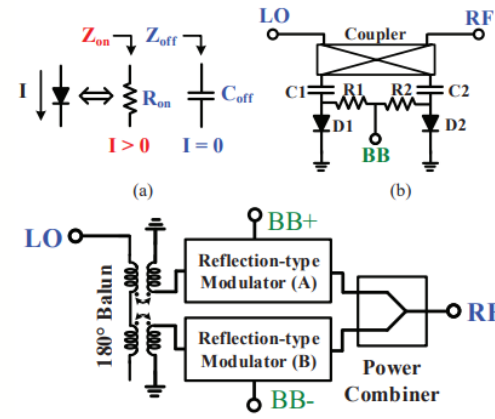 Zon
Zoff
I
Ron
Coff
I > 0
I = 0
(a)
LO
RF
Coupler
C1
R1
R2
C2
D1
D2
BB
(b)
BB+
LO
180° Balun
Reflection-type
Modulator (A)
Reflection-type
Modulator (B)
RF
Power
Combiner
BB-